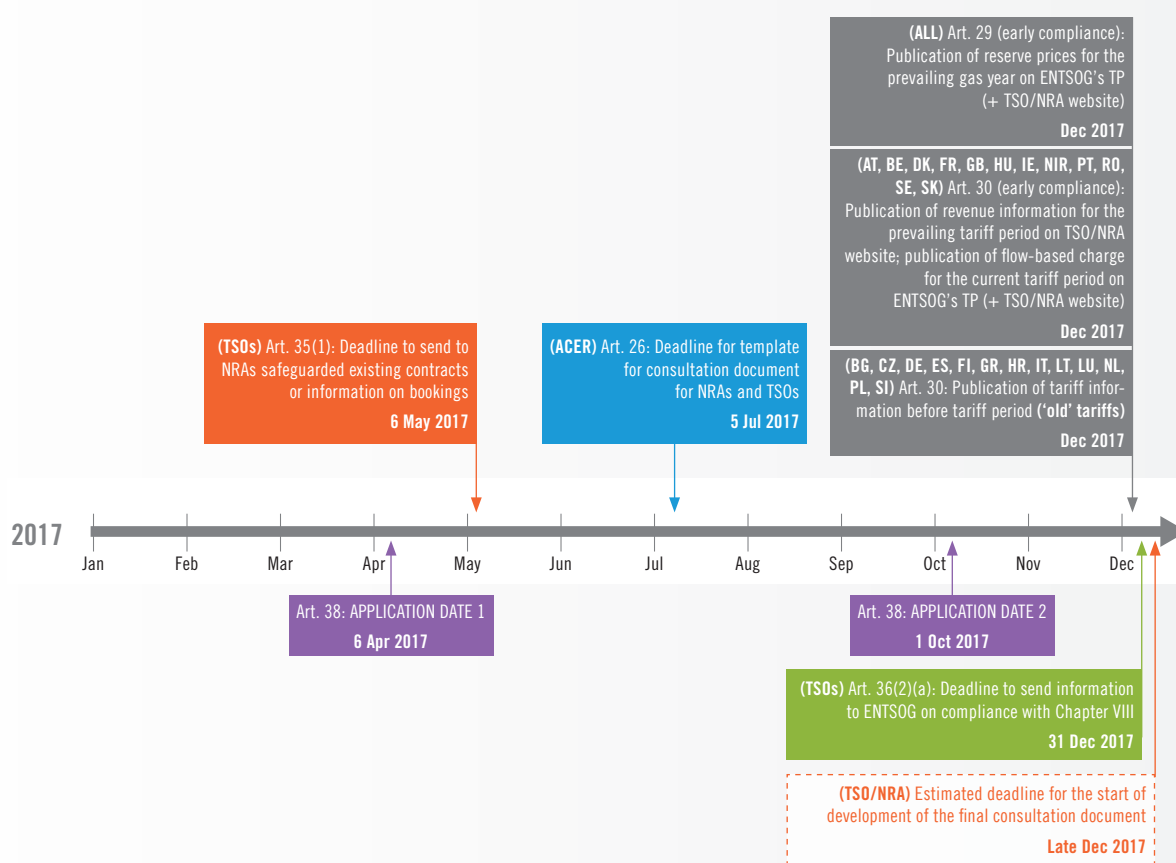 (ALL) Art. 29 (early compliance):
Publication of reserve prices for the
prevailing gas year on ENTSOG's TP
(+ TSO/NRA website)
Dec 2017
(AT, BE, DK, FR, GB, HU, IE, NIR, PT, RO,
SE, SK) Art. 30 (early compliance):
Publication of revenue information for the
prevailing tariff period on TSO/NRA
website; publication of flow-based charge
for the current tariff period on
ENTSOG's TP (+ TSO/NRA website)
Dec 2017
(TSOs) Art. 35(1): Deadline to send to
NRAs safeguarded existing contracts
or information on bookings
6 May 2017
(ACER) Art. 26: Deadline for template
for consultation document
for NRAs and TSOs
5 Jul 2017
(BG, CZ, DE, ES, FI, GR, HR, IT, LT, LU, NL,
PL, SI) Art. 30: Publication of tariff infor-
mation before tariff period ('old' tariffs)
Dec 2017
2017
Jan Feb Mar Apr May Jun Jul Aug Sep Oct Nov Dec
Art. 38: APPLICATION DATE 1
6 Apr 2017
Art. 38: APPLICATION DATE 2
1 Oct 2017
(TSOs) Art. 36(2)(a): Deadline to send information
to ENTSOG on compliance with Chapter VIII
31 Dec 2017
(TSO/NRA) Estimated deadline for the start of
development of the final consultation document
Late Dec 2017